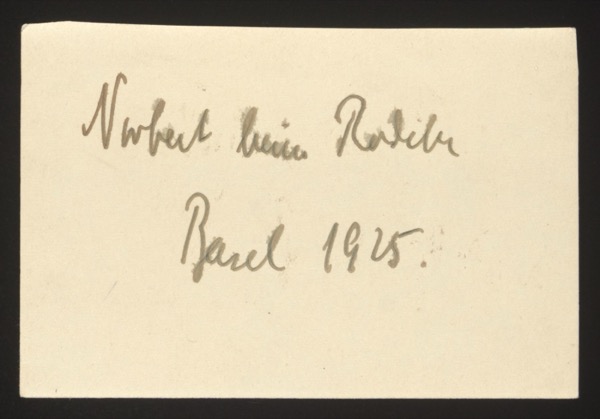 Norbert beim Rodeln
Basel 1925.